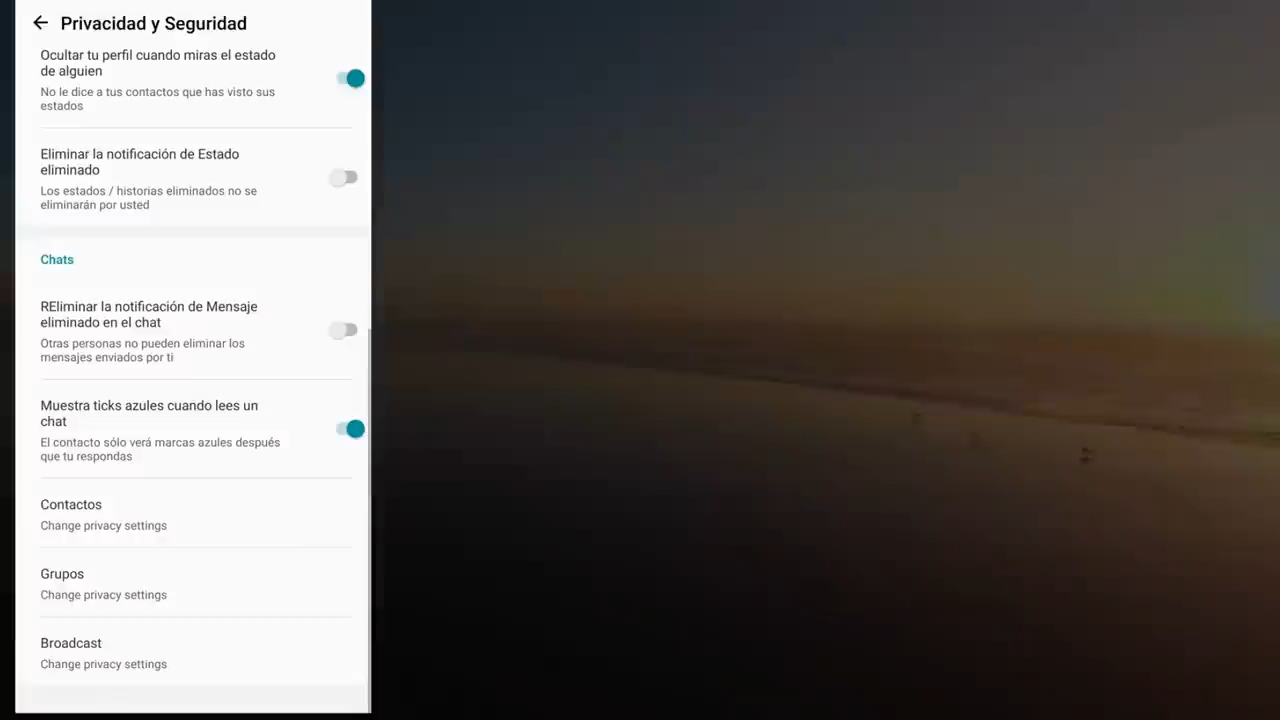 Privacidad y Seguridad
Ocultar tu perfil cuando miras el estado
de alguien
No le dice a tus contactos que has visto sus
estados
Eliminar la notificación de Estado
eliminado
Los estados / historias eliminados no se
eliminarán por usted
Chats
REliminar la notificación de Mensaje
eliminado en el chat
Otras personas no pueden eliminar los
mensajes enviados por ti
Muestra ticks azules cuando lees un
chat
El contacto sólo verá marcas azules después
que tu respondas
Contactos
Change privacy settings
Grupos
Change privacy settings
Broadcast
Change privacy settings